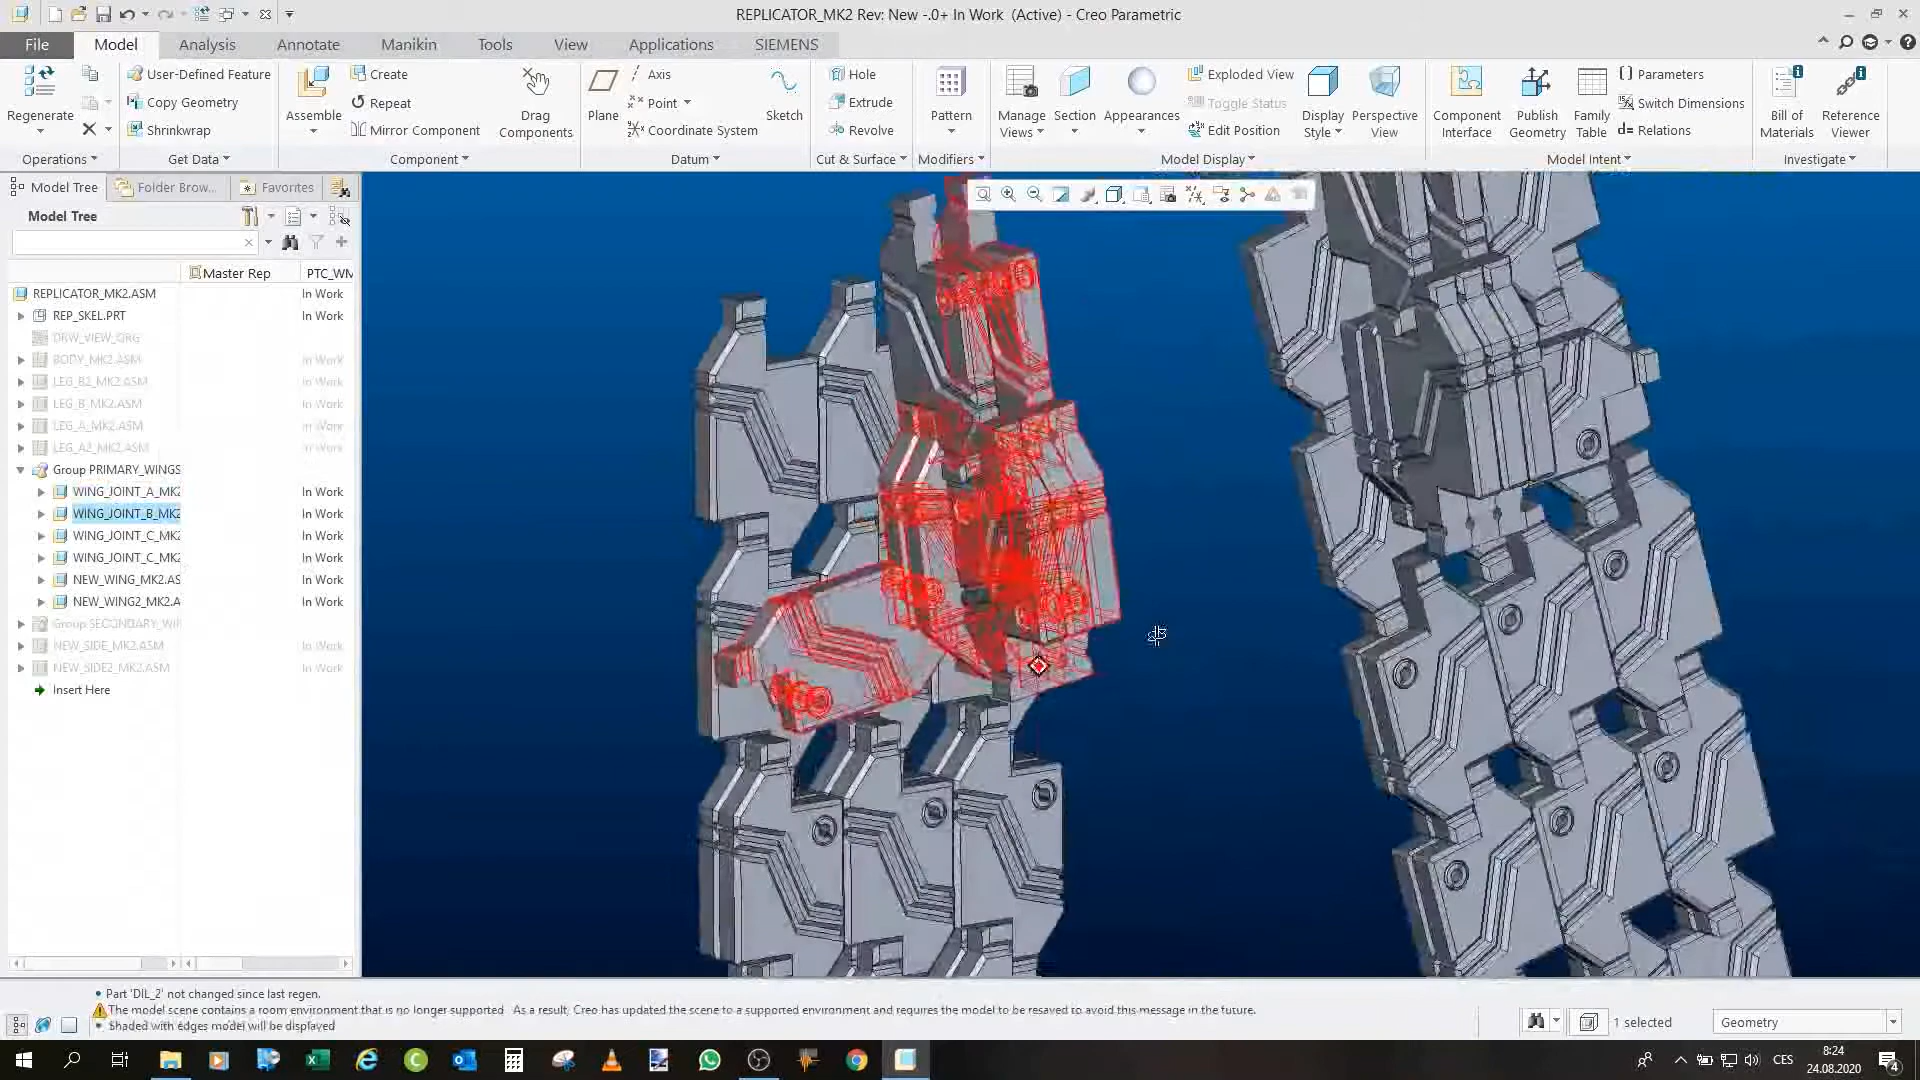 REPLICATOR_MK2 Rev: New -.0+ In Work (Active) - Creo Parametric
File Model Analysis Annotate Manikin Tools View Applications SIEMENS
Regenerate
Operations
User-Defined Feature
Copy Geometry
Shrinkwrap
Get Data
Assemble
Create
Repeat
Mirror Component
Drag
Components
Component
Plane
Axis
Point
Coordinate System
Sketch
Datum
Hole
Extrude
Revolve
Cut & Surface
Pattern
Modifiers
Manage
Views
Section
Appearances
Exploded View
Toggle Status
Edit Position
Display
Style
Perspective
View
Model Display
Component
Interface
Publish
Geometry
Family
Table
Parameters
Switch Dimensions
d= Relations
Model Intent
Bill of
Materials
Reference
Viewer
Investigate
Model Tree Folder Brow... Favorites
Model Tree
Master Rep PTC_WM
REPLICATOR_MK2.ASM In Work
REP_SKEL.PRT In Work
DRW_VIEW_ORG
BODY_MK2.ASM In Work
LEG_B2_MK2.ASM In Work
LEG_B_MK2.ASM In Work
LEG_A_MK2.ASM In Work
LEG_A2_MK2.ASM In Work
Group PRIMARY_WINGS In Work
WING_JOINT_A_MK2 In Work
WING_JOINT_B_MK2 In Work
WING_JOINT_C_MK2 In Work
WING_JOINT_C_MK2 In Work
NEW_WING_MK2.AS In Work
NEW_WING2_MK2.A In Work
Group SECONDARY_WI In Work
NEW_SIDE_MK2.ASM In Work
NEW_SIDE2_MK2.ASM In Work
Insert Here
• Part 'DIL_2' not changed since last regen.
The model scene contains a room environment that is no longer supported As a result, Creo has updated the scene to a supported environment and requires the model to be resaved to avoid this message in the future.
• Shaded with edges model will be displayed
1 selected
Geometry
CES
8:24
24.08.2020
4